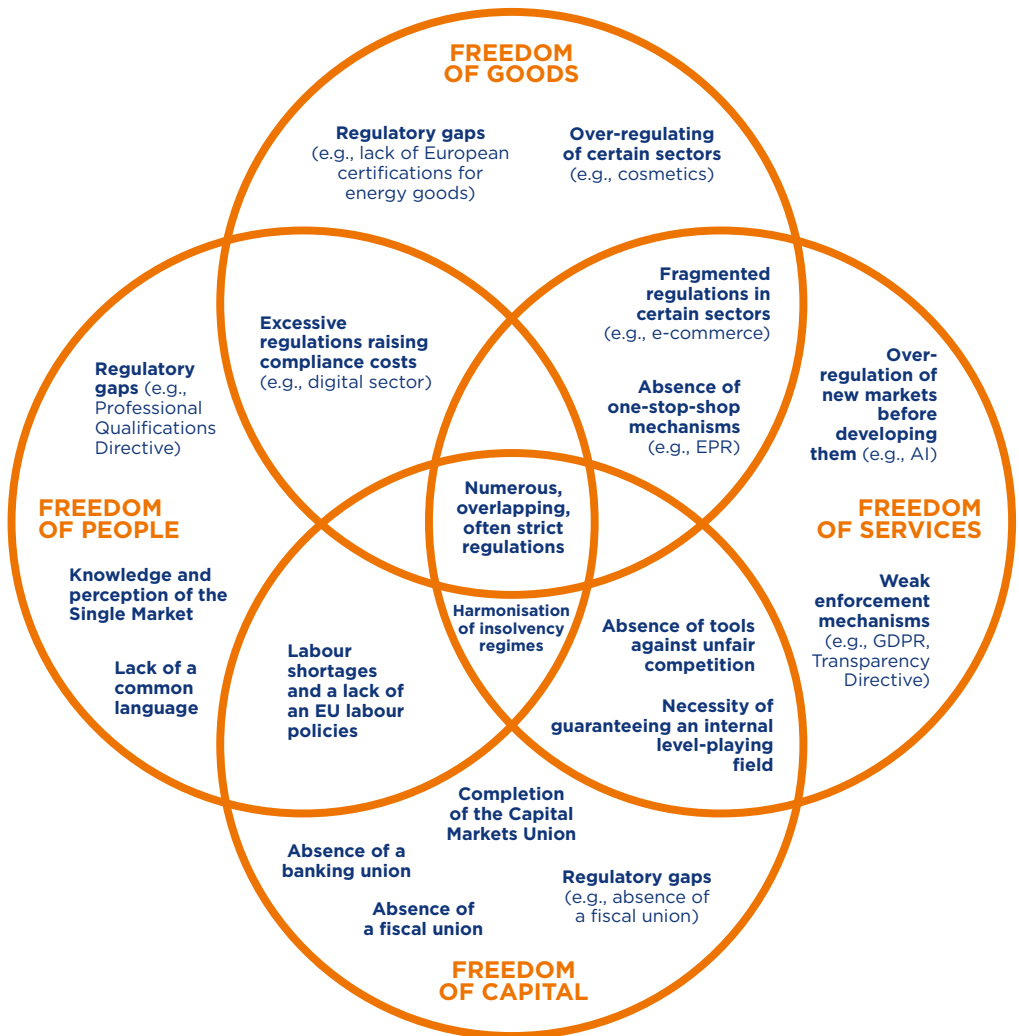 FREEDOM
OF GOODS
Regulatory gaps
(e.g., lack of European
certifications for
energy goods)
Over-regulating
of certain sectors
(e.g., cosmetics)
Excessive
regulations raising
compliance costs
(e.g., digital sector)
Fragmented
regulations in
certain sectors
(e.g., e-commerce)
Absence of
one-stop-shop
mechanisms
(e.g., EPR)
Regulatory
gaps (e.g.,
Professional
Qualifications
Directive)
FREEDOM
OF PEOPLE
Knowledge and
perception of the
Single Market
Lack of a
common
language
Over-
regulation of
new markets
before
developing
them (e.g., AI)
FREEDOM
OF SERVICES
Weak
enforcement
mechanisms
(e.g., GDPR,
Transparency
Directive)
Numerous,
overlapping,
often strict
regulations
Harmonisation
of insolvency
regimes
Labour
shortages
and a lack of
an EU labour
policies
Absence of tools
against unfair
competition
Necessity of
guaranteeing an internal
level-playing
field
Completion
of the Capital
Markets Union
Absence of a
banking union
Absence of
a fiscal union
Regulatory gaps
(e.g., absence of
a fiscal union)
FREEDOM
OF CAPITAL